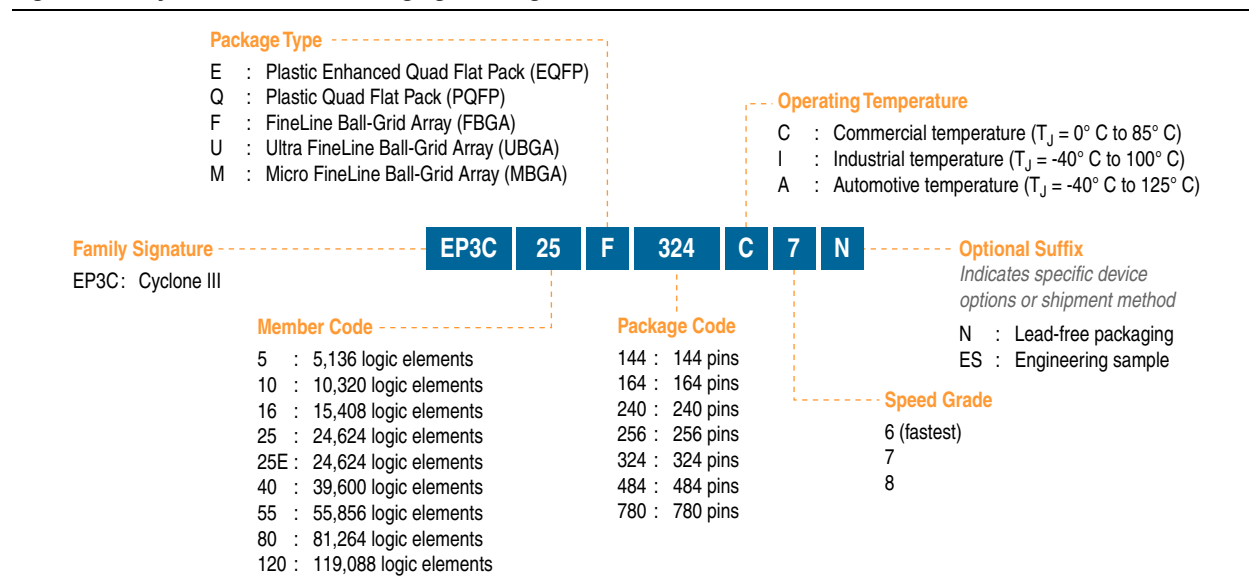 Package Type
E : Plastic Enhanced Quad Flat Pack (EQFP)
Q : Plastic Quad Flat Pack (PQFP)
F : FineLine Ball-Grid Array (FBGA)
U : Ultra FineLine Ball-Grid Array (UBGA)
M : Micro FineLine Ball-Grid Array (MBGA)
Operating Temperature
C : Commercial temperature (TJ = 0° C to 85° C)
I : Industrial temperature (TJ = -40° C to 100° C)
A : Automotive temperature (TJ = -40° C to 125° C)
Family Signature
EP3C : Cyclone III
EP3C 25 F 324 C 7 N
Optional Suffix
Indicates specific device
options or shipment method
N : Lead-free packaging
ES : Engineering sample
Member Code
5 : 5,136 logic elements
10 : 10,320 logic elements
16 : 15,408 logic elements
25 : 24,624 logic elements
25E : 24,624 logic elements
40 : 39,600 logic elements
55 : 55,856 logic elements
80 : 81,264 logic elements
120 : 119,088 logic elements
Package Code
144 : 144 pins
164 : 164 pins
240 : 240 pins
256 : 256 pins
324 : 324 pins
484 : 484 pins
780 : 780 pins
Speed Grade
6 (fastest)
7
8